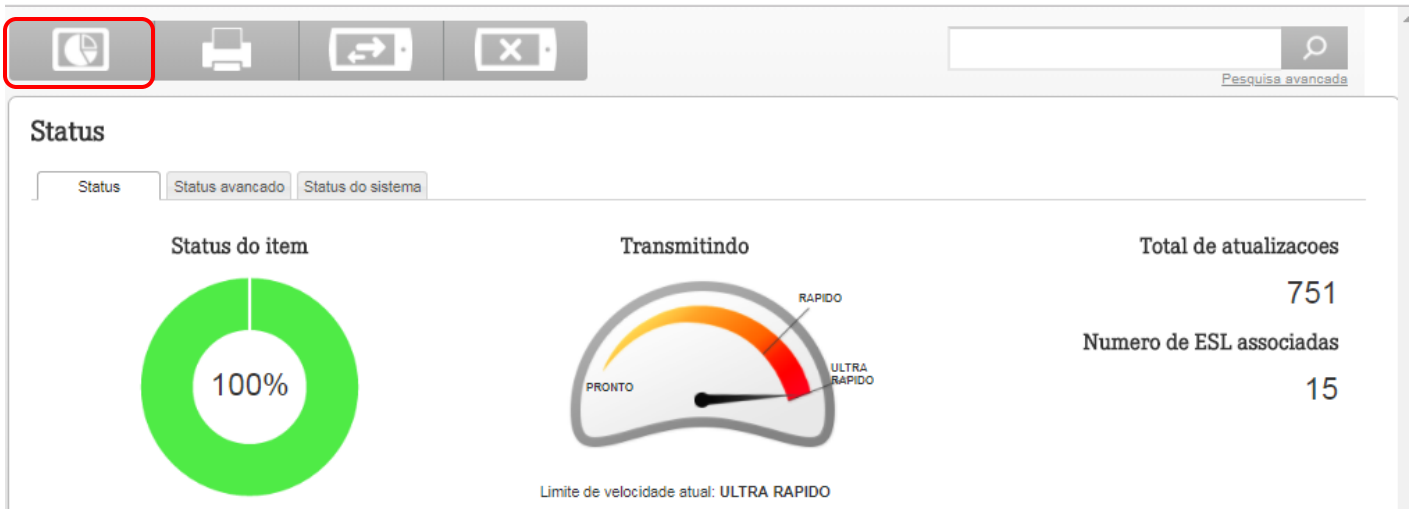 Pesquisa avancada
Status
Status
Status avancado
Status do sistema
Status do item
100%
Transmitindo
RAPIDO
ULTRA
RAPIDO
PRONTO
Limite de velocidade atual: ULTRA RAPIDO
Total de atualizacoes
751
Numero de ESL associadas
15